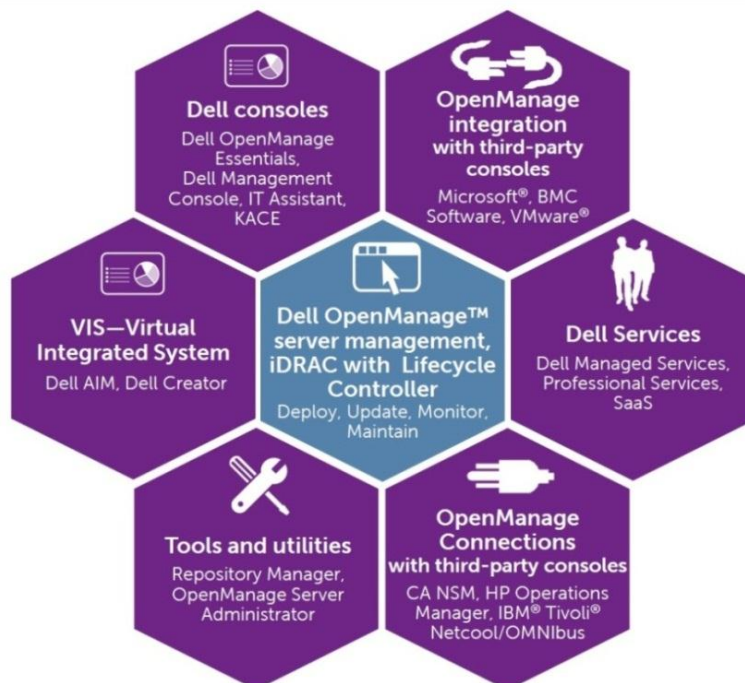 Dell consoles
Dell OpenManage
Essentials,
Dell Management
Console, IT Assistant,
KACE
OpenManage
integration
with third-party
consoles
Microsoft®, BMC
Software, VMware®
VIS—Virtual
Integrated System
Dell AIM, Dell Creator
Dell OpenManage™
server management,
iDRAC with Lifecycle
Controller
Deploy, Update, Monitor,
Maintain
Dell Services
Dell Managed Services,
Professional Services,
SaaS
Tools and utilities
Repository Manager,
OpenManage Server
Administrator
OpenManage
Connections
with third-party consoles
CA NSM, HP Operations
Manager, IBM® Tivoli®
Netcool/OMNIbus